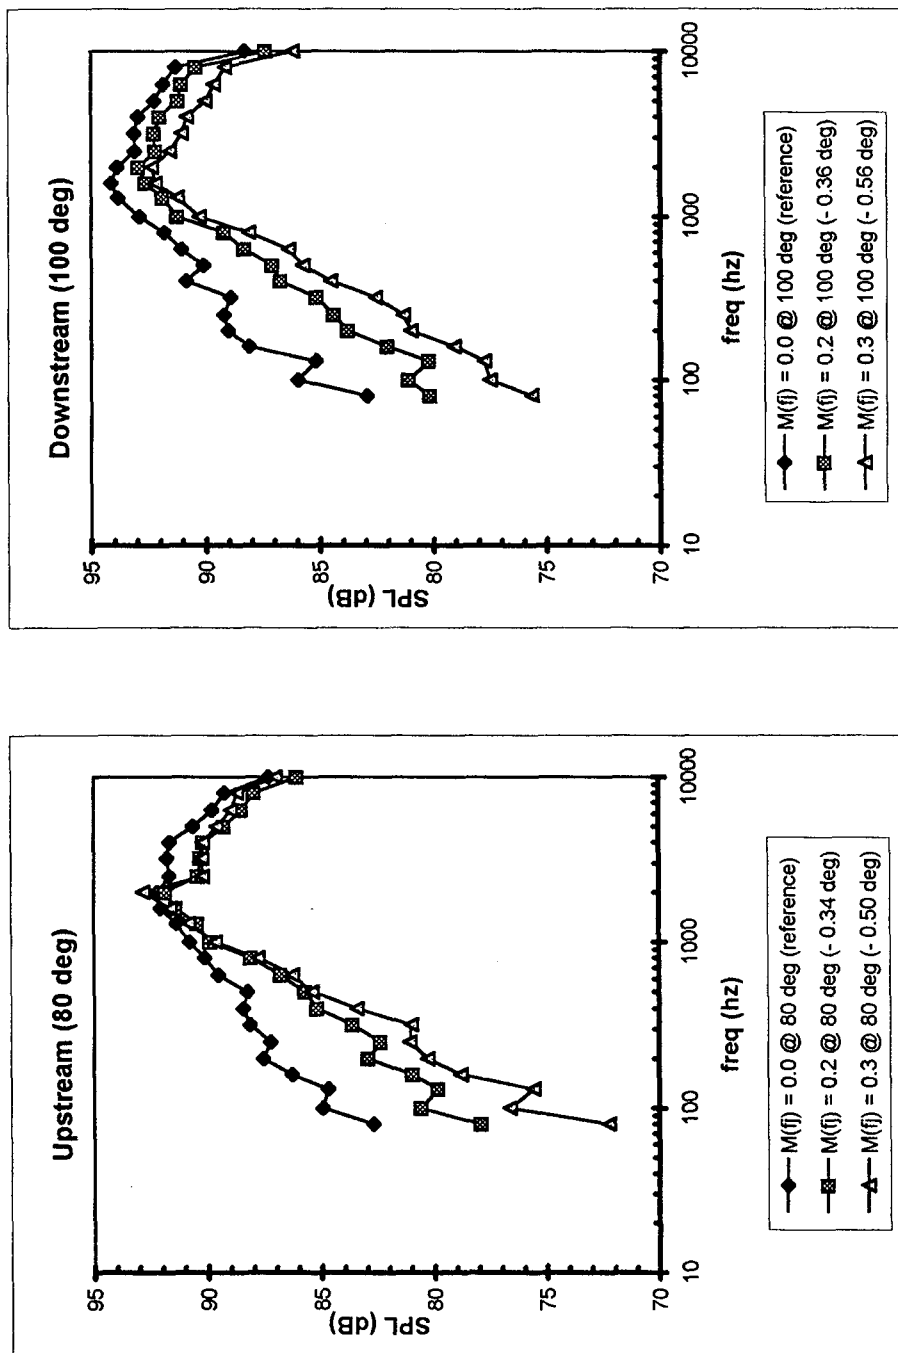 Upstream (80 deg)
95
90
85
80
75
70
SPL (dB)
10
100
1000
10000
freq (hz)
M(fj) = 0.0 @ 80 deg (reference)
M(fj) = 0.2 @ 80 deg (- 0.34 deg)
M(fj) = 0.3 @ 80 deg (- 0.50 deg)
Downstream (100 deg)
95
90
85
80
75
70
SPL (dB)
10
100
1000
10000
freq (hz)
M(fj) = 0.0 @ 100 deg (reference)
M(fj) = 0.2 @ 100 deg (- 0.36 deg)
M(fj) = 0.3 @ 100 deg (- 0.56 deg)